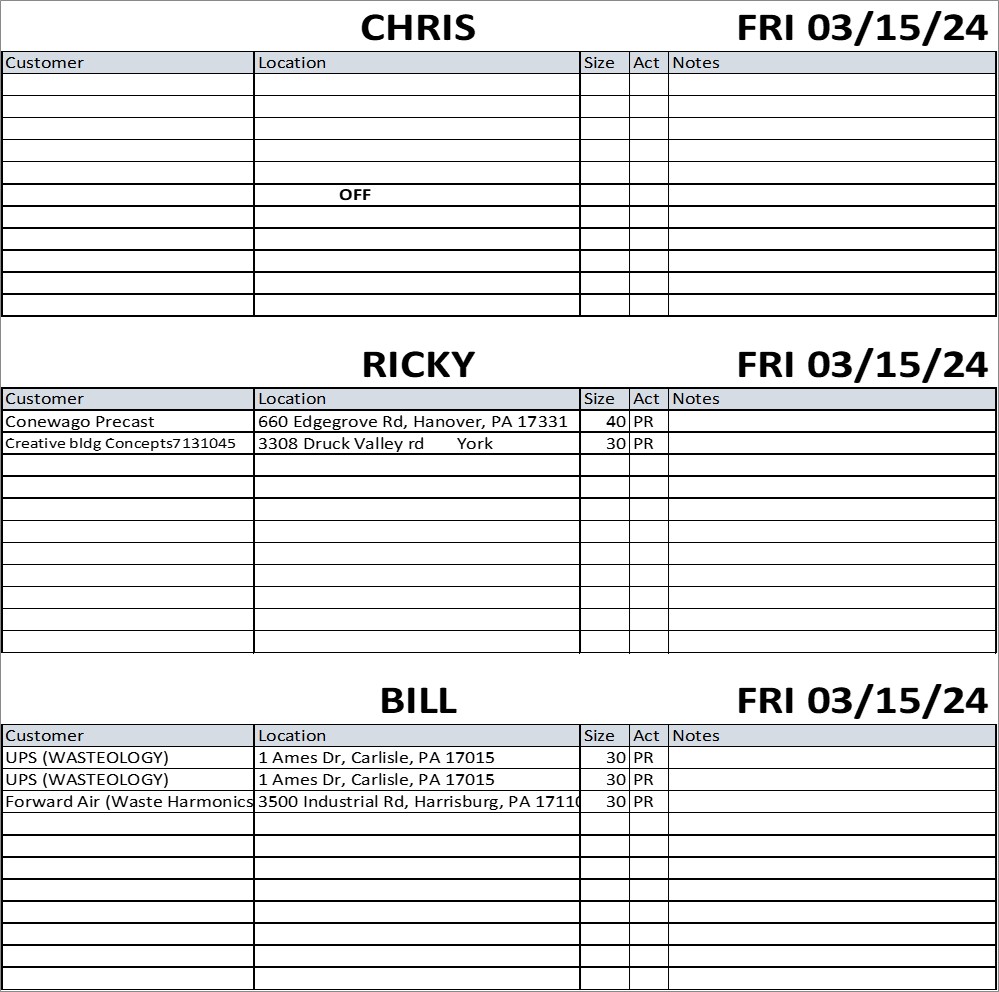 CHRIS FRI 03/15/24
Customer Location Size Act Notes
OFF
RICKY FRI 03/15/24
Customer Location Size Act Notes
Conewago Precast 660 Edgegrove Rd, Hanover, PA 17331 40 PR
Creative bldg Concepts7131045 3308 Druck Valley rd York 30 PR
BILL FRI 03/15/24
Customer Location Size Act Notes
UPS (WASTEOLOGY) 1 Ames Dr, Carlisle, PA 17015 30 PR
UPS (WASTEOLOGY) 1 Ames Dr, Carlisle, PA 17015 30 PR
Forward Air (Waste Harmonics 3500 Industrial Rd, Harrisburg, PA 17110 30 PR